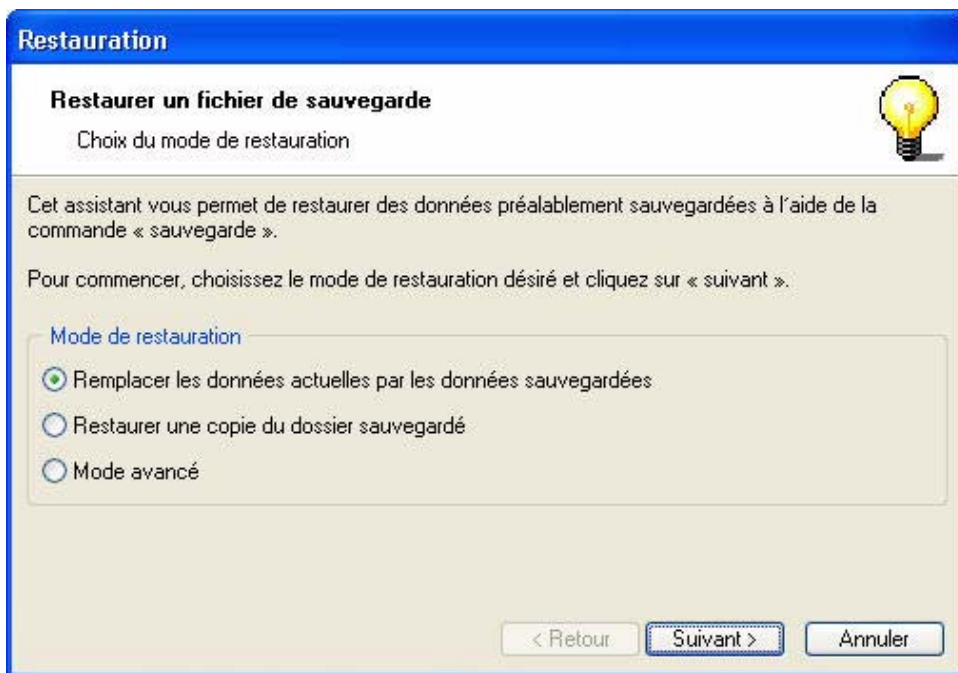 Restauration
Restaurer un fichier de sauvegarde
Choix du mode de restauration
Cet assistant vous permet de restaurer des données préalablement sauvegardées à l'aide de la
commande « sauvegarde ».
Pour commencer, choisissez le mode de restauration désiré et cliquez sur « suivant ».
Mode de restauration
Remplacer les données actuelles par les données sauvegardées
Restaurer une copie du dossier sauvegardé
Mode avancé
< Retour Suivant > Annuler